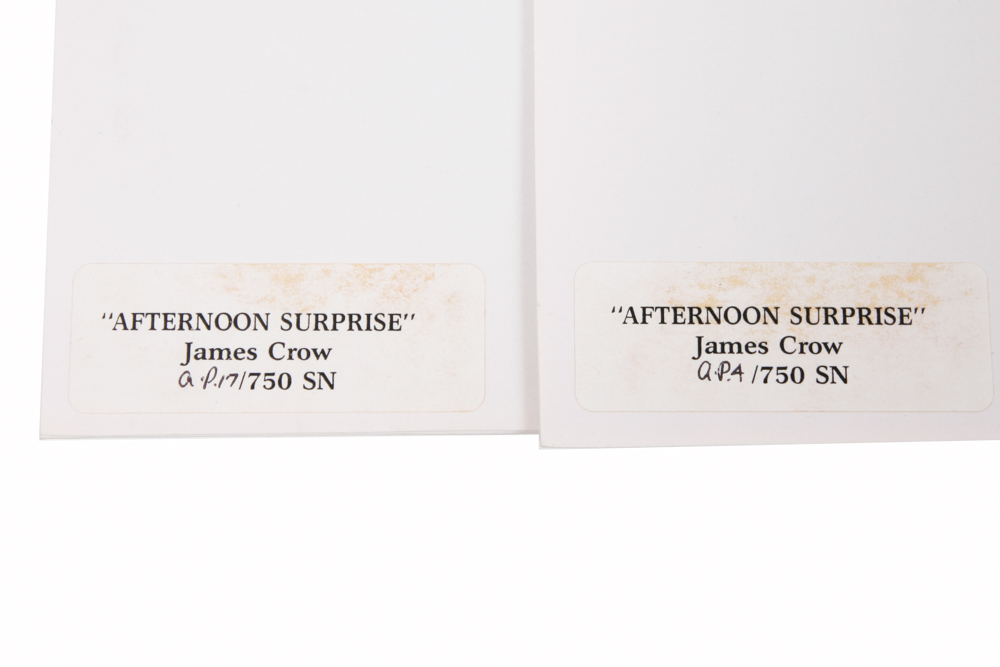 "AFTERNOON SURPRISE"
James Crow
a.P.17/750 SN
"AFTERNOON SURPRISE"
James Crow
a.P.4/750 SN